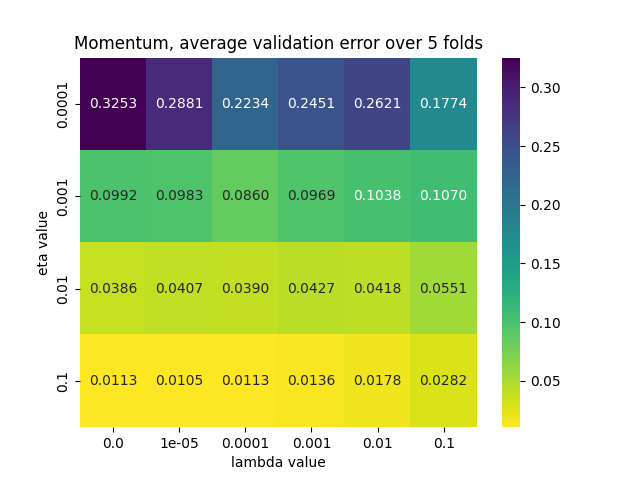 Momentum, average validation error over 5 folds
0.0001 0.3253 0.2881 0.2234 0.2451 0.2621 0.1774
0.001 0.0992 0.0983 0.0860 0.0969 0.1038 0.1070
0.01 0.0386 0.0407 0.0390 0.0427 0.0418 0.0551
0.1 0.0113 0.0105 0.0113 0.0136 0.0178 0.0282
eta value
0.0 1e-05 0.0001 0.001 0.01 0.1
lambda value
0.30
0.25
0.20
0.15
0.10
0.05